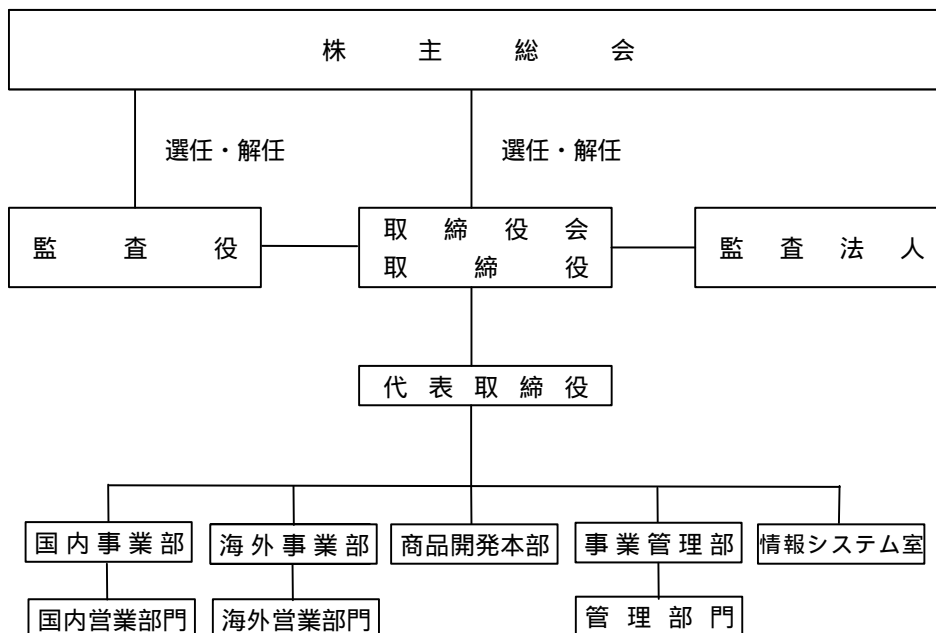 株主総会
選任・解任
選任・解任
監査役
取締役会
取締役
監査法人
代表取締役
国内事業部
海外事業部
商品開発本部
事業管理部
情報システム室
国内営業部門
海外営業部門
管理部門